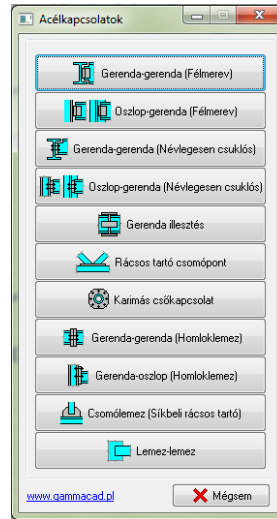 Acélkapcsolatok
Gerenda-gerenda (Félmerev)
Oszlop-gerenda (Félmerev)
Gerenda-gerenda (Névlegesen csuklós)
Oszlop-gerenda (Névlegesen csuklós)
Gerenda illesztés
Rácsos tartó csomópont
Karimás csőkapcsolat
Gerenda-gerenda (Homloklemez)
Gerenda-oszlop (Homloklemez)
Csomólemez (Síkbeli rácsos tartó)
Lemez-lemez
www.gammacad.pl
Mégsem